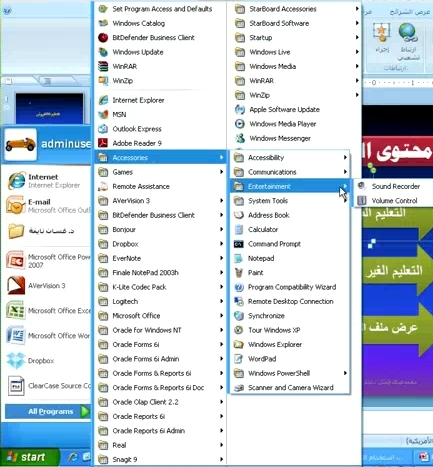 Set Program Access and Defaults
Windows Catalog
BitDefender Business Client
Windows Update
WinRAR
WinZip
Internet Explorer
MSN
Outlook Express
Adobe Reader 9
Accessories
Games
Remote Assistance
AVerVision 3
BitDefender Business Client
Bonjour
Dropbox
EverNote
Finale NotePad 2003h
K-Lite Codec Pack
Logitech
Microsoft Office
Oracle for Windows NT
Oracle Forms 6i
Oracle Forms 6i Admin
Oracle Forms & Reports 6i
Oracle Forms & Reports 6i Doc
Oracle Olap Client 2.2
Oracle Reports 6i
Oracle Reports 6i Admin
Real
Snagit 9
StarBoard Accessories
StarBoard Software
Startup
Windows Live
Windows Media
WinRAR
WinZip
Apple Software Update
Windows Media Player
Windows Messenger
Accessibility
Communications
Entertainment
System Tools
Address Book
Calculator
Command Prompt
Notepad
Paint
Program Compatibility Wizard
Remote Desktop Connection
Synchronize
Tour Windows XP
Windows Explorer
WordPad
Windows PowerShell
Scanner and Camera Wizard
Sound Recorder
Volume Control
adminuse
Internet
Internet Explorer
E-mail
Microsoft Office Outl
د. غسات نايفة
Microsoft Office Pow
2007
AVerVision 3
Microsoft Office Exce
Microsoft Office Wor
Dropbox
ClearCase Source Co
All Programs
start
عرض الشرائح
ارتباط
تشعبي
إجراء
ارتباطات
محتوى ال
التعليم
التعليم الغير
عرض ملف ال